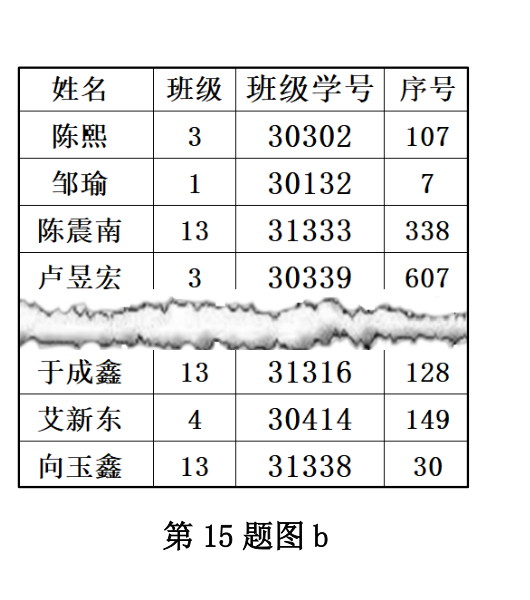 姓名 班级 班级学号 序号
陈熙 3 30302 107
邹瑜 1 30132 7
陈震南 13 31333 338
卢昱宏 3 30339 607
于成鑫 13 31316 128
艾新东 4 30414 149
向玉鑫 13 31338 30
第 15 题图 b